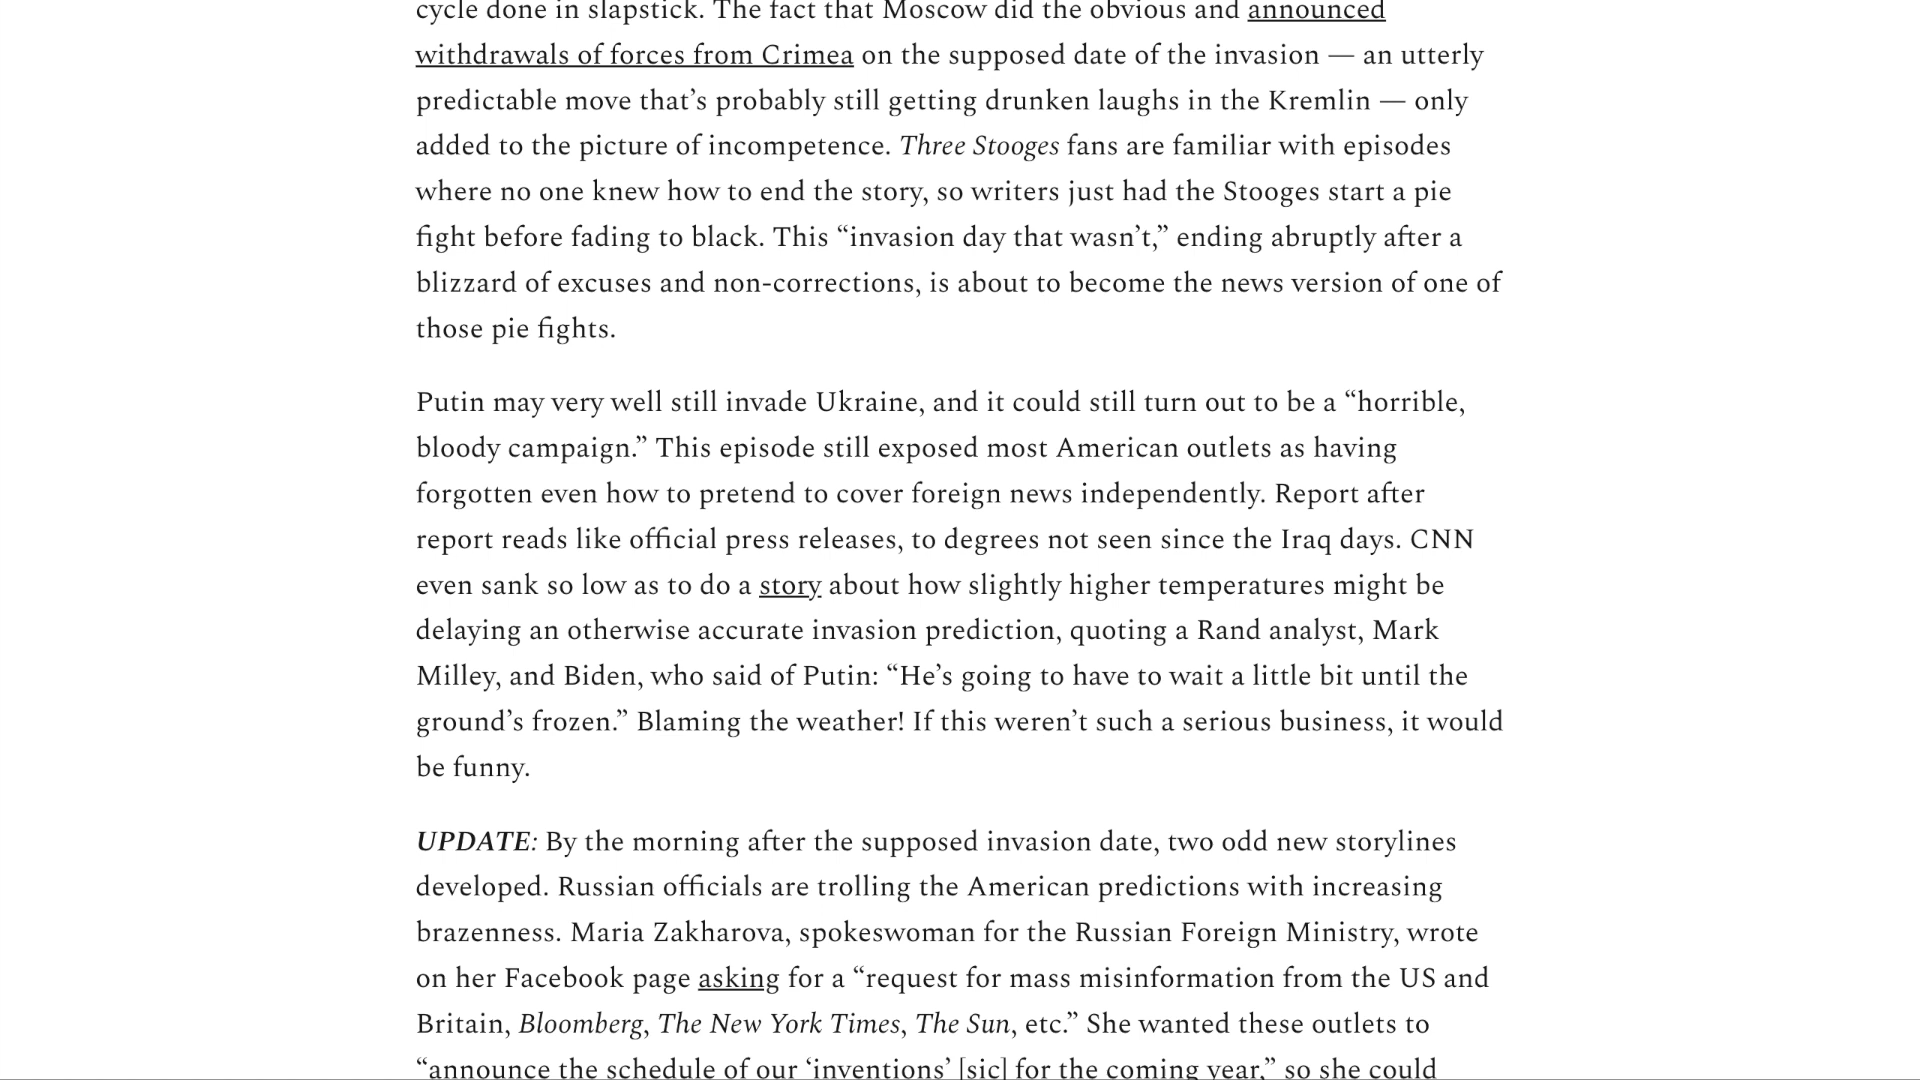 cycle done in slapstick. The fact that Moscow did the obvious and announced
withdrawals of forces from Crimea on the supposed date of the invasion — an utterly
predictable move that’s probably still getting drunken laughs in the Kremlin — only
added to the picture of incompetence. Three Stooges fans are familiar with episodes
where no one knew how to end the story, so writers just had the Stooges start a pie
fight before fading to black. This “invasion day that wasn’t,” ending abruptly after a
blizzard of excuses and non-corrections, is about to become the news version of one of
those pie fights.
Putin may very well still invade Ukraine, and it could still turn out to be a “horrible,
bloody campaign.” This episode still exposed most American outlets as having
forgotten even how to pretend to cover foreign news independently. Report after
report reads like official press releases, to degrees not seen since the Iraq days. CNN
even sank so low as to do a story about how slightly higher temperatures might be
delaying an otherwise accurate invasion prediction, quoting a Rand analyst, Mark
Milley, and Biden, who said of Putin: “He’s going to have to wait a little bit until the
ground’s frozen.” Blaming the weather! If this weren’t such a serious business, it would
be funny.
UPDATE: By the morning after the supposed invasion date, two odd new storylines
developed. Russian officials are trolling the American predictions with increasing
brazenness. Maria Zakharova, spokeswoman for the Russian Foreign Ministry, wrote
on her Facebook page asking for a “request for mass misinformation from the US and
Britain, Bloomberg, The New York Times, The Sun, etc.” She wanted these outlets to
“announce the schedule of our ‘inventions’ [sic] for the coming year,” so she could